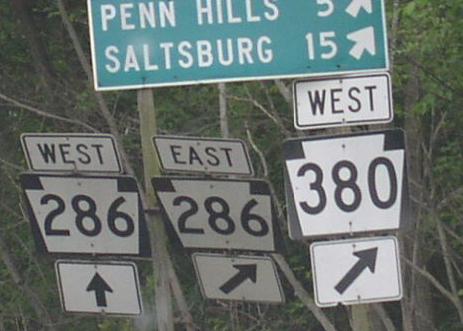 PENN HILLS 5
SALTSBURG 15
WEST
286
EAST
286
WEST
380